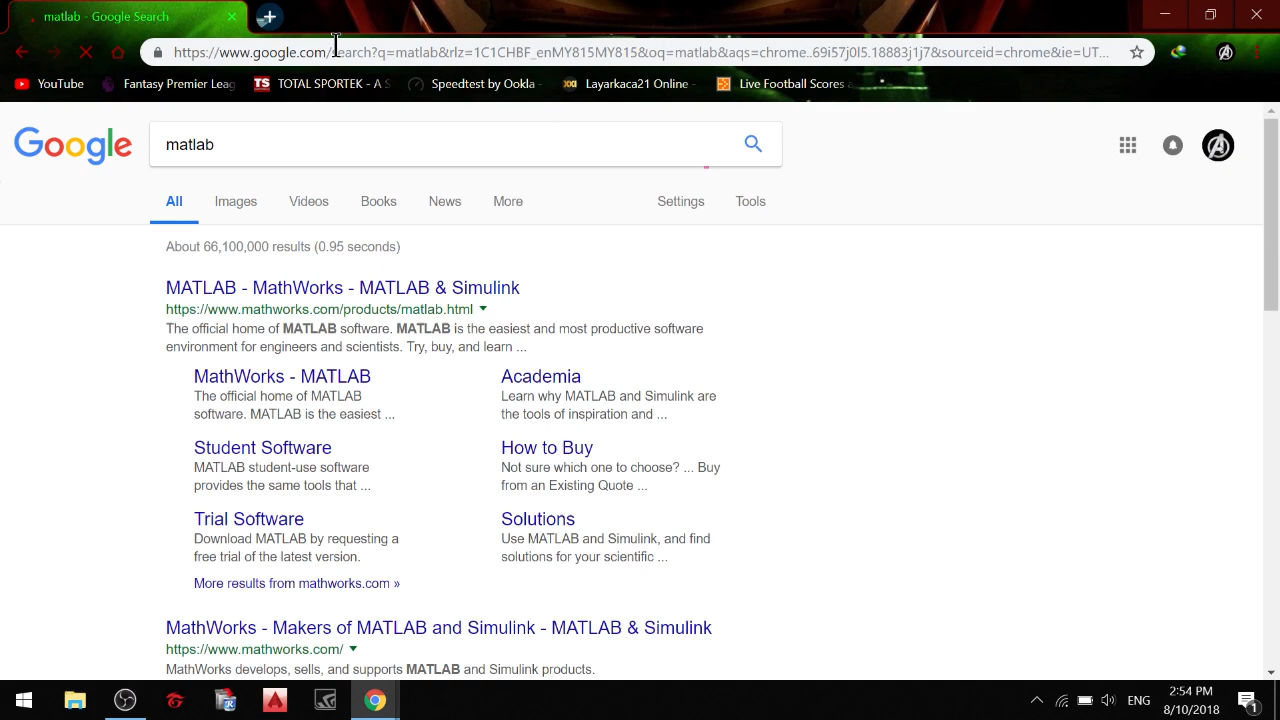 matlab - Google Search
https://www.google.com/search?q=matlab&rlz=1C1CHBF_enMY815MY815&oq=matlab&aqs=chrome..69i57j0l5.18883j1j7&sourceid=chrome&ie=UT...
YouTube
Fantasy Premier Leag
TS TOTAL SPORTEK - A S
Speedtest by Ookla -
XXI Layarkaca21 Online -
Live Football Scores a
Google
matlab
All
Images
Videos
Books
News
More
Settings
Tools
About 66,100,000 results (0.95 seconds)
MATLAB - MathWorks - MATLAB & Simulink
https://www.mathworks.com/products/matlab.html
The official home of MATLAB software. MATLAB is the easiest and most productive software
environment for engineers and scientists. Try, buy, and learn ...
MathWorks - MATLAB
The official home of MATLAB
software. MATLAB is the easiest ...
Academia
Learn why MATLAB and Simulink are
the tools of inspiration and ...
Student Software
MATLAB student-use software
provides the same tools that ...
How to Buy
Not sure which one to choose? ... Buy
from an Existing Quote ...
Trial Software
Download MATLAB by requesting a
free trial of the latest version.
Solutions
Use MATLAB and Simulink, and find
solutions for your scientific ...
More results from mathworks.com »
MathWorks - Makers of MATLAB and Simulink - MATLAB & Simulink
https://www.mathworks.com/
MathWorks develops, sells, and supports MATLAB and Simulink products.
ENG
2:54 PM
8/10/2018
1